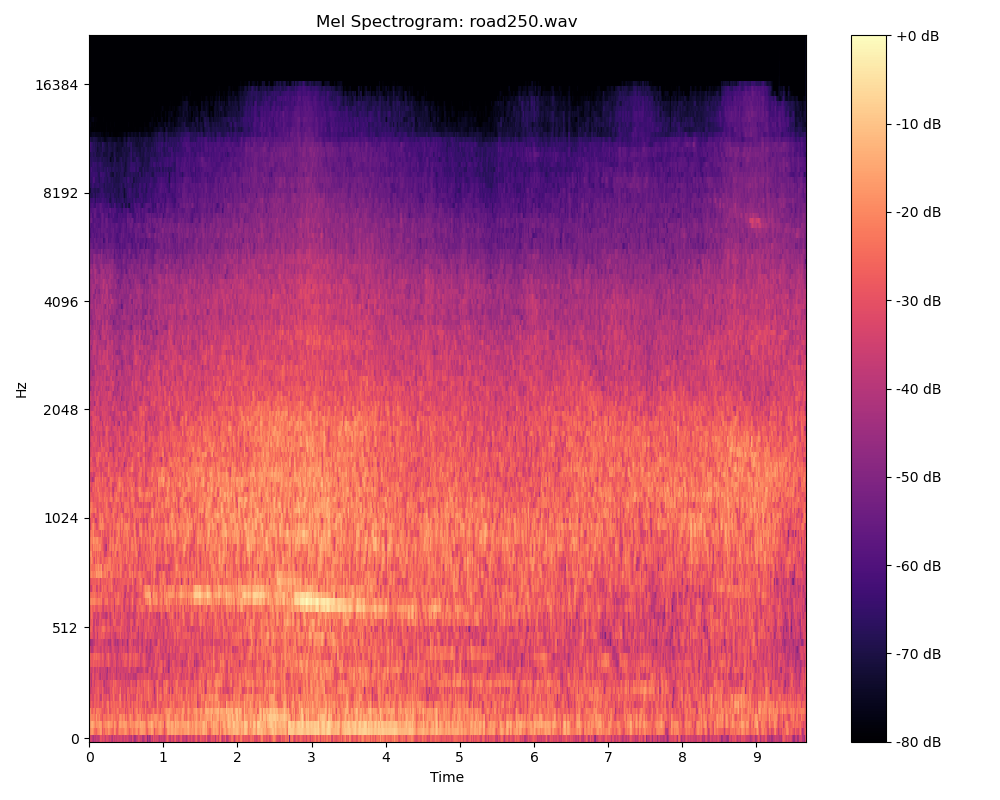 Mel Spectrogram: road250.wav
+0 dB
16384
-10 dB
8192
-20 dB
4096
-30 dB
Hz
-40 dB
2048
-50 dB
1024
-60 dB
512
-70 dB
0
-80 dB
0 1 2 3 4 5 6 7 8 9
Time